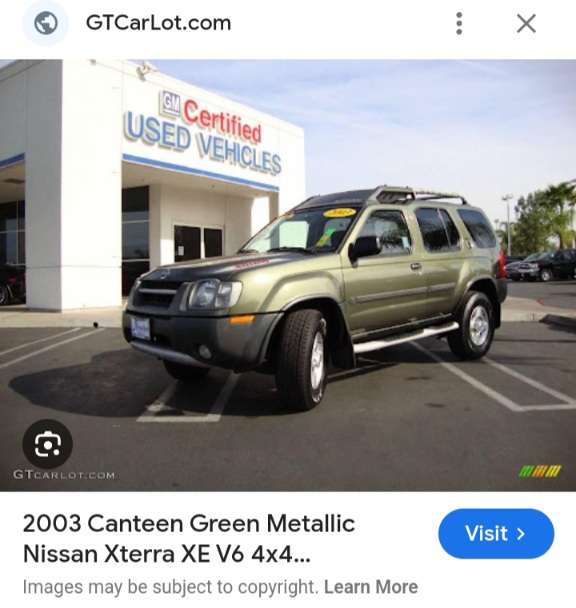 GTCarLot.com
GM Certified
USED VEHICLES
2003
GTCARLOT.COM
2003 Canteen Green Metallic
Nissan Xterra XE V6 4x4...
Visit >
Images may be subject to copyright. Learn More